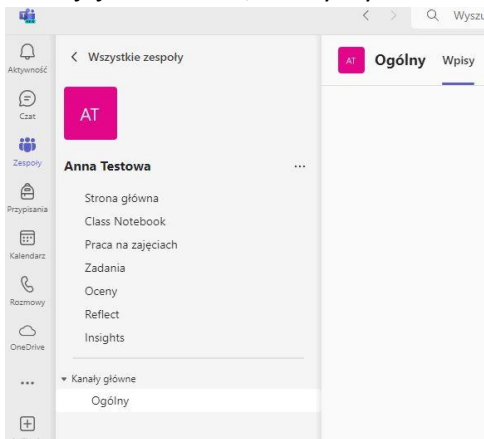 Wyszu
Aktywność
Czat
Zespoły
Przypisania
Kalendarz
Rozmowy
OneDrive
Wszystkie zespoły
AT
Anna Testowa
Strona główna
Class Notebook
Praca na zajęciach
Zadania
Oceny
Reflect
Insights
Kanały główne
Ogólny
AT Ogólny Wpisy